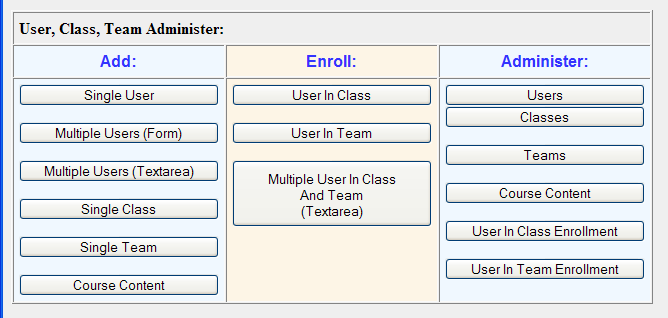 User, Class, Team Administer:
Add:
Single User
Multiple Users (Form)
Multiple Users (Textarea)
Single Class
Single Team
Course Content
Enroll:
User In Class
User In Team
Multiple User In Class
And Team
(Textarea)
Administer:
Users
Classes
Teams
Course Content
User In Class Enrollment
User In Team Enrollment